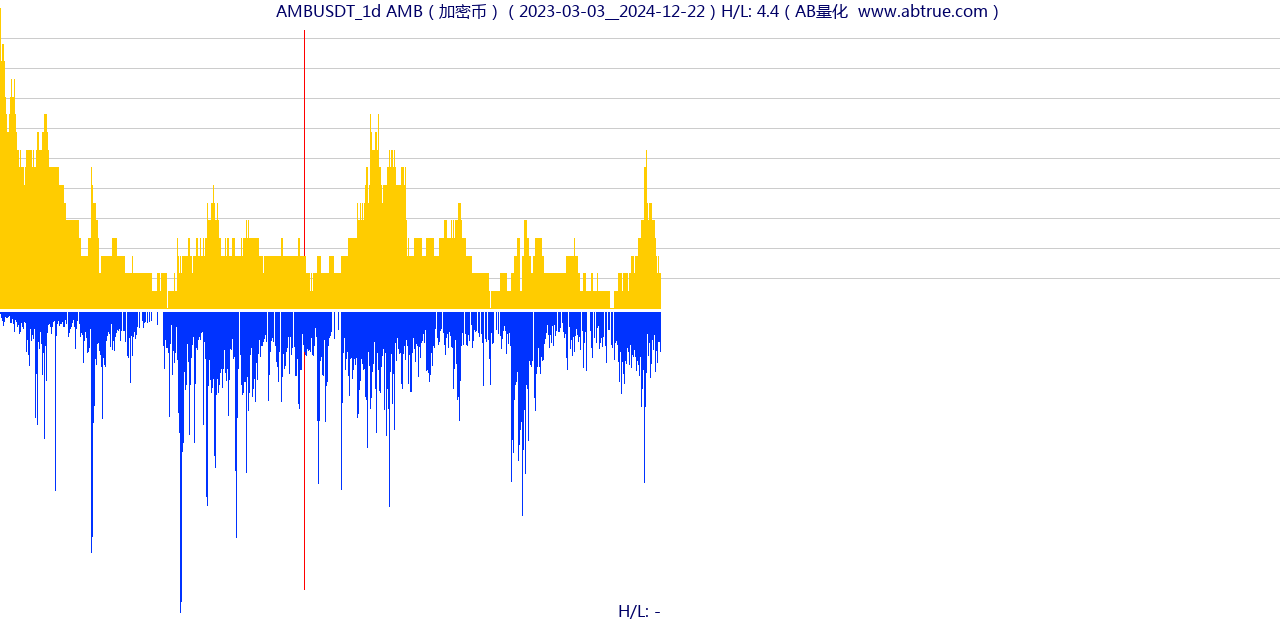 AMBUSDT_1d AMB ( 加密币 ) ( 2023-03-03__2024-12-22 ) H/L: 4.4 ( AB量化  www.abtrue.com )
H/L: -